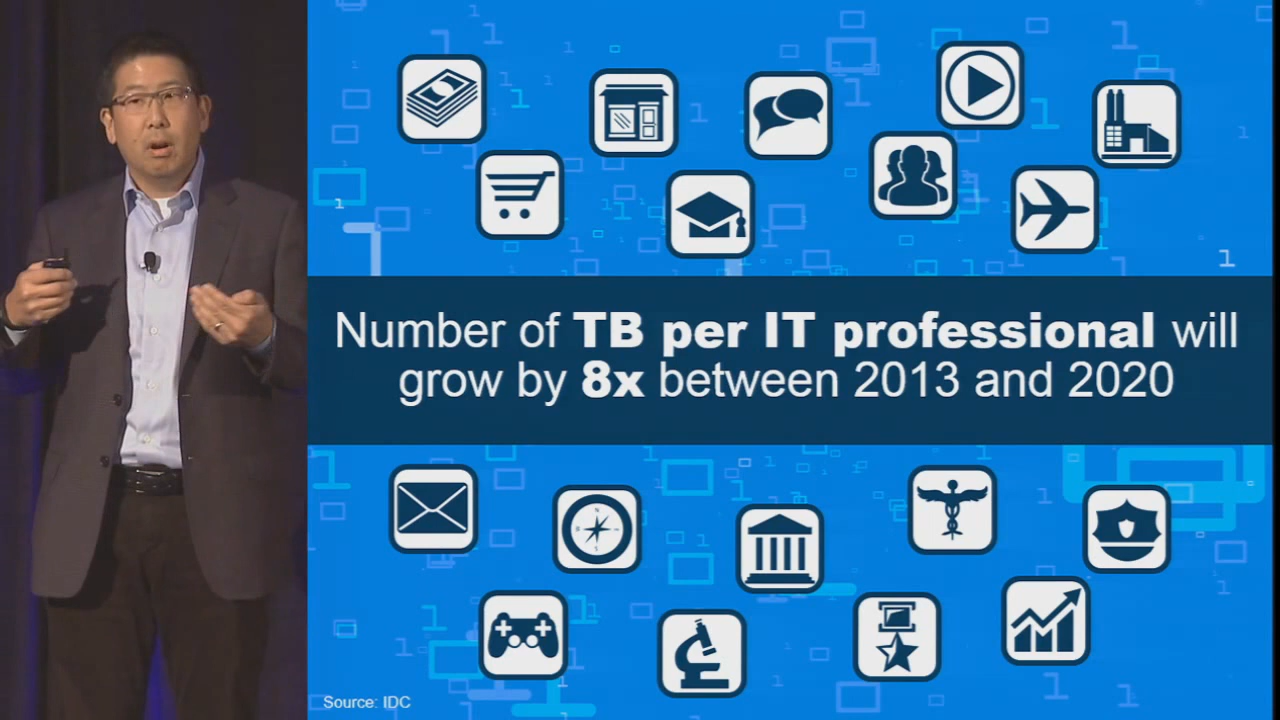 Number of TB per IT professional will
grow by 8x between 2013 and 2020
Source: IDC